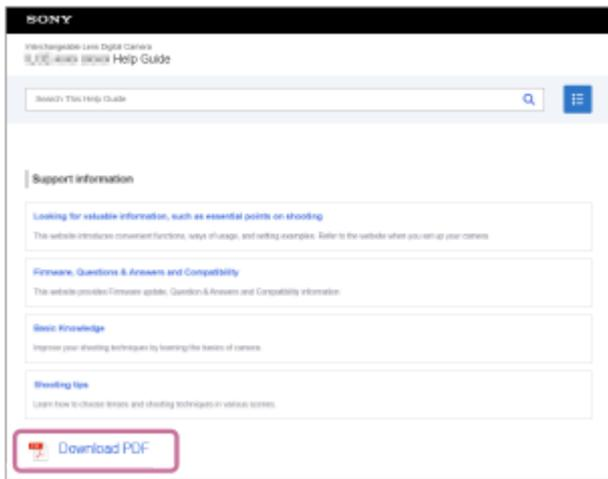 SONY
Interchangeable Lens Digital Camera
Help Guide
Search This Help Guide
Support information
Looking for valuable information, such as essential points on shooting
This website introduces convenient functions, ways of usage, and setting examples. Refer to the website when you set up your camera.
Firmware, Questions & Answers and Compatibility
This website provides Firmware update, Question & Answers and Compatibility information
Basic Knowledge
Improve your shooting techniques by learning the basics of camera.
Shooting tips
Learn how to choose lenses and shooting techniques in various scenes.
Download PDF